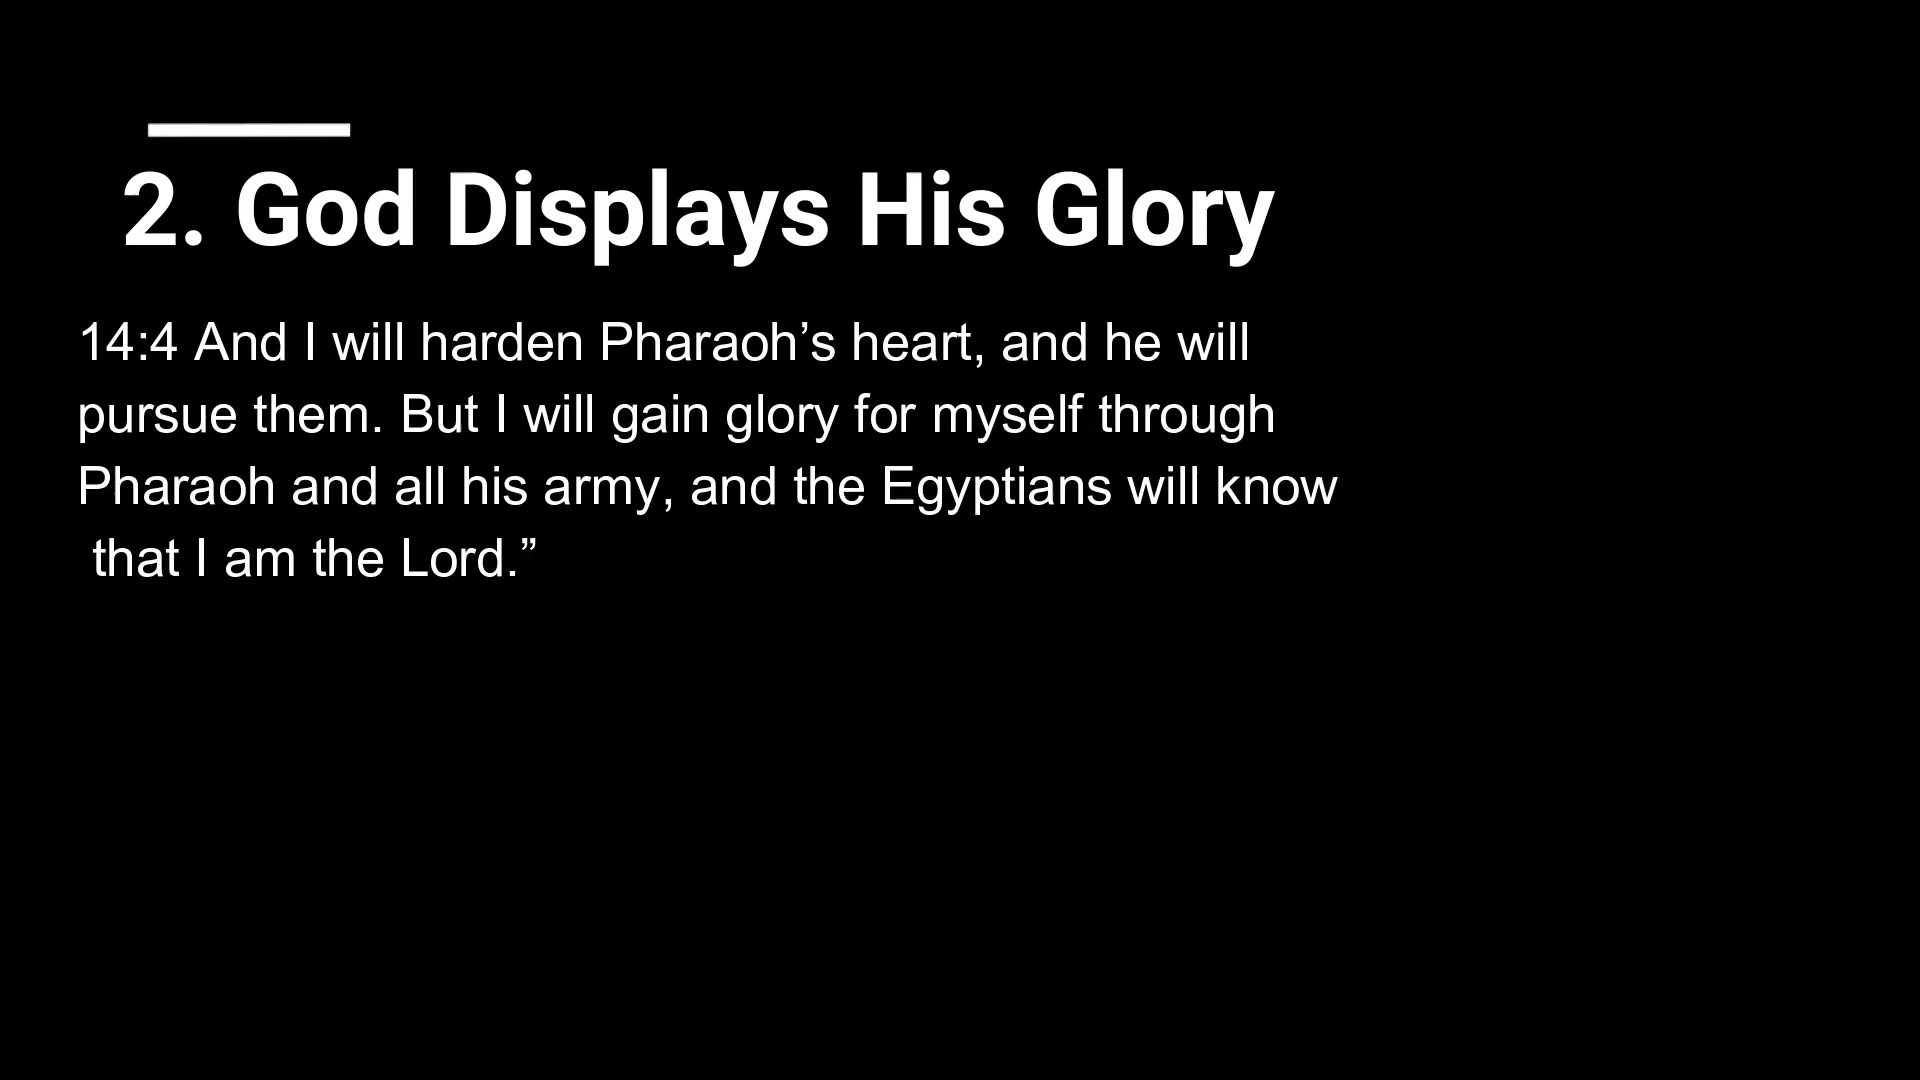 2. God Displays His Glory
14:4 And I will harden Pharaoh’s heart, and he will
pursue them. But I will gain glory for myself through
Pharaoh and all his army, and the Egyptians will know
that I am the Lord.”